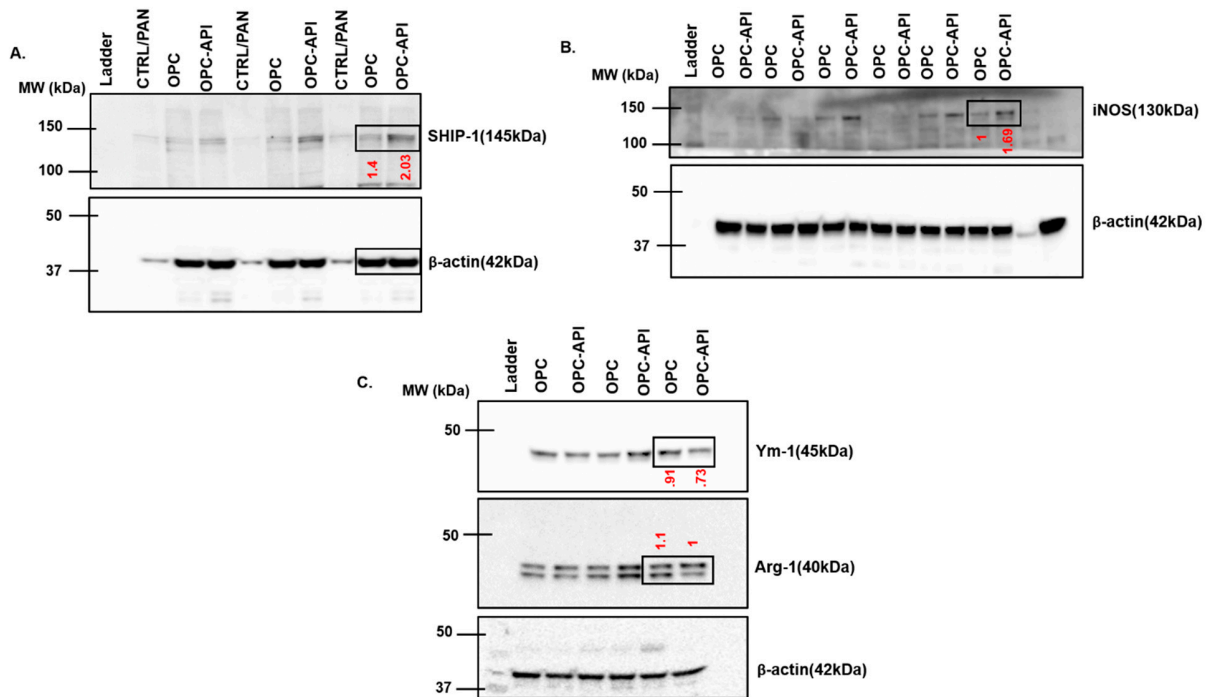 A.
Ladder
CTRL/PAN
OPC
OPC-API
CTRL/PAN
OPC
OPC-API
CTRL/PAN
OPC
OPC-API
MW (kDa)
150
100
SHIP-1(145kDa)
1.4
2.03
50
37
β-actin(42kDa)
B.
Ladder
OPC
OPC-API
OPC
OPC-API
OPC
OPC-API
OPC
OPC-API
OPC
OPC-API
OPC
OPC-API
MW (kDa)
150
100
iNOS(130kDa)
1
1.69
50
37
β-actin(42kDa)
C.
Ladder
OPC
OPC-API
OPC
OPC-API
OPC
OPC-API
MW (kDa)
50
Ym-1(45kDa)
.91
.73
50
1.1
1
Arg-1(40kDa)
50
37
β-actin(42kDa)